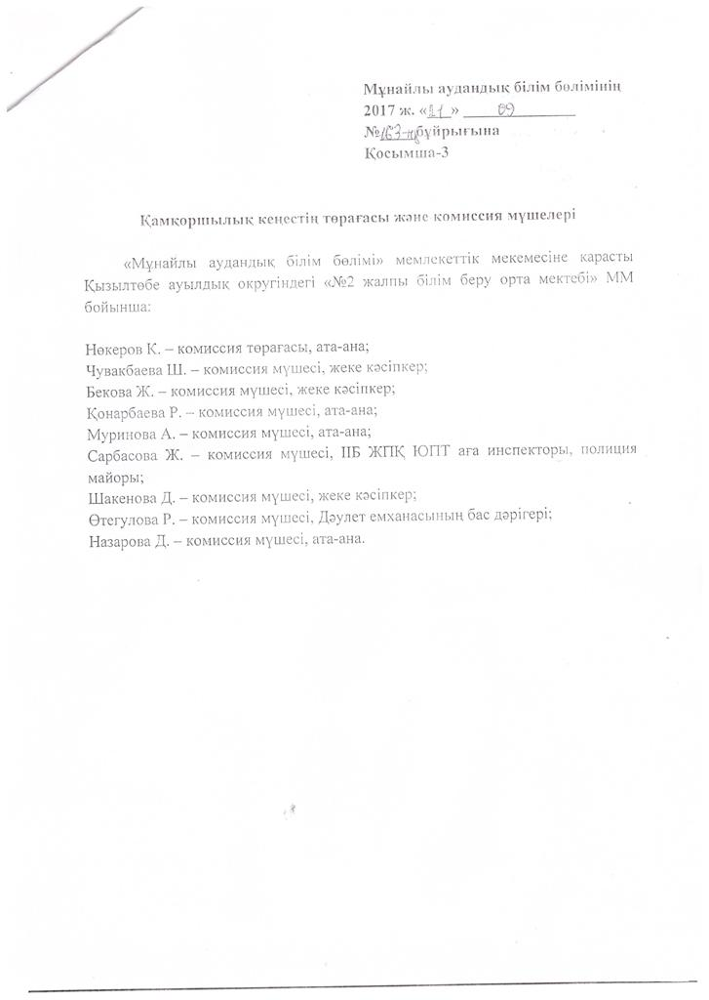 Мұнайлы аудандық білім бөлімінің
2017 ж. «21» 09
№163-нқ бұйрығына
Қосымша-3
Қамқоршылық кеңестің төрағасы және комиссия мүшелері
«Мұнайлы аудандық білім бөлімі» мемлекеттік мекемесіне карасты
Қызылтөбе ауылдық округіндегі «№2 жалпы білім беру орта мектебі» ММ
бойынша:
Нөкеров К. – комиссия төрағасы, ата-ана;
Чувакбаева Ш. – комиссия мүшесі, жеке кәсіпкер;
Бекова Ж. – комиссия мүшесі, жеке кәсіпкер;
Қонарбаева Р. – комиссия мүшесі, ата-ана;
Муринова А. – комиссия мүшесі, ата-ана;
Сарбасова Ж. – комиссия мүшесі, ІІБ ЖПҚ ЮПТ аға инспекторы, полиция
майоры;
Шакенова Д. – комиссия мүшесі, жеке кәсіпкер;
Өтегулова Р. – комиссия мүшесі, Дәулет емханасының бас дәрігері;
Назарова Д. – комиссия мүшесі, ата-ана.